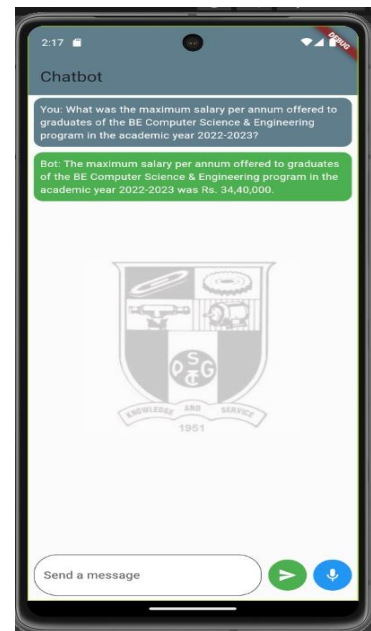 2:17
DEBUG
Chatbot
You: What was the maximum salary per annum offered to
graduates of the BE Computer Science & Engineering
program in the academic year 2022-2023?
Bot: The maximum salary per annum offered to graduates
of the BE Computer Science & Engineering program in the
academic year 2022-2023 was Rs. 34,40,000.
PSG
TC
KNOWLEDGE AND SERVICE
1951
Send a message